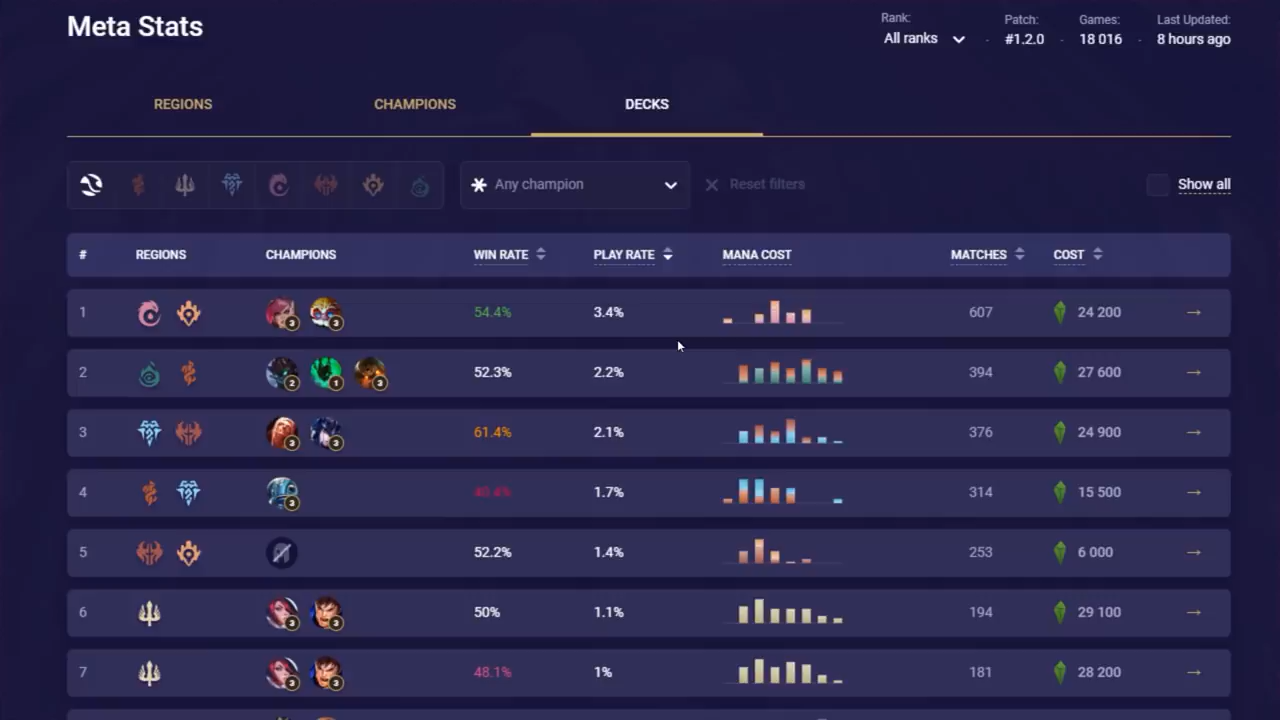 Meta Stats
Rank:
All ranks
Patch:
#1.2.0
Games:
18 016
Last Updated:
8 hours ago
REGIONS CHAMPIONS DECKS
Any champion
Reset filters
Show all
# REGIONS CHAMPIONS WIN RATE PLAY RATE MANA COST MATCHES COST
1 3 3 54.4% 3.4% 607 24 200
2 2 1 3 52.3% 2.2% 394 27 600
3 3 3 61.4% 2.1% 376 24 900
4 3 1.7% 314 15 500
5 52.2% 1.4% 253 6 000
6 3 3 50% 1.1% 194 29 100
7 3 3 48.1% 1% 181 28 200